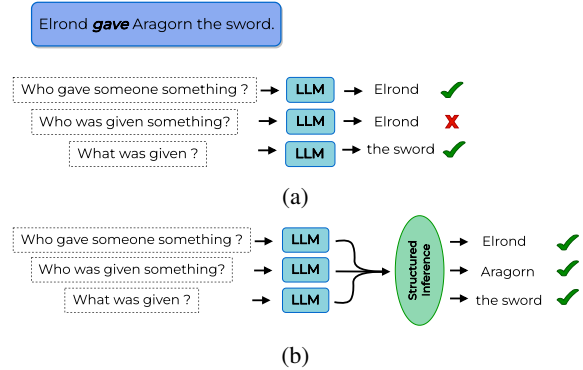 Elrond gave Aragorn the sword.
Who gave someone something ? LLM Elrond
Who was given something? LLM Elrond X
What was given ? LLM the sword
(a)
Who gave someone something ? LLM Elrond
Who was given something? LLM Structured Inference Aragorn
What was given ? LLM the sword
(b)